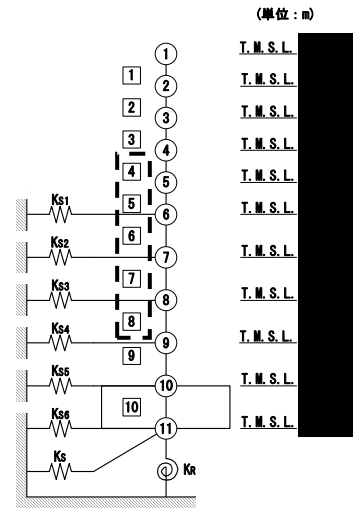 (単位：m)
1 T.M.S.L.
1
2 T.M.S.L.
2
3 T.M.S.L.
3
4 T.M.S.L.
4
5 T.M.S.L.
5
KS1 6 T.M.S.L.
6
KS2 7 T.M.S.L.
7
KS3 8 T.M.S.L.
8
KS4 9 T.M.S.L.
9
KS5 10 T.M.S.L.
10
KS6 11 T.M.S.L.
KS KR